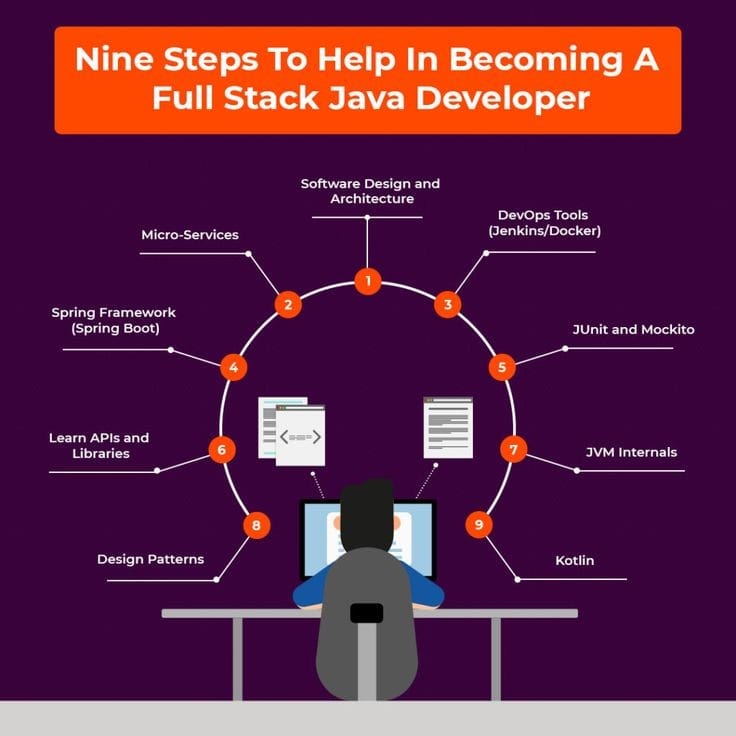 Nine Steps To Help In Becoming A
Full Stack Java Developer
1
Software Design and
Architecture
2
Micro-Services
3
DevOps Tools
(Jenkins/Docker)
4
Spring Framework
(Spring Boot)
5
JUnit and Mockito
6
Learn APIs and
Libraries
7
JVM Internals
8
Design Patterns
9
Kotlin